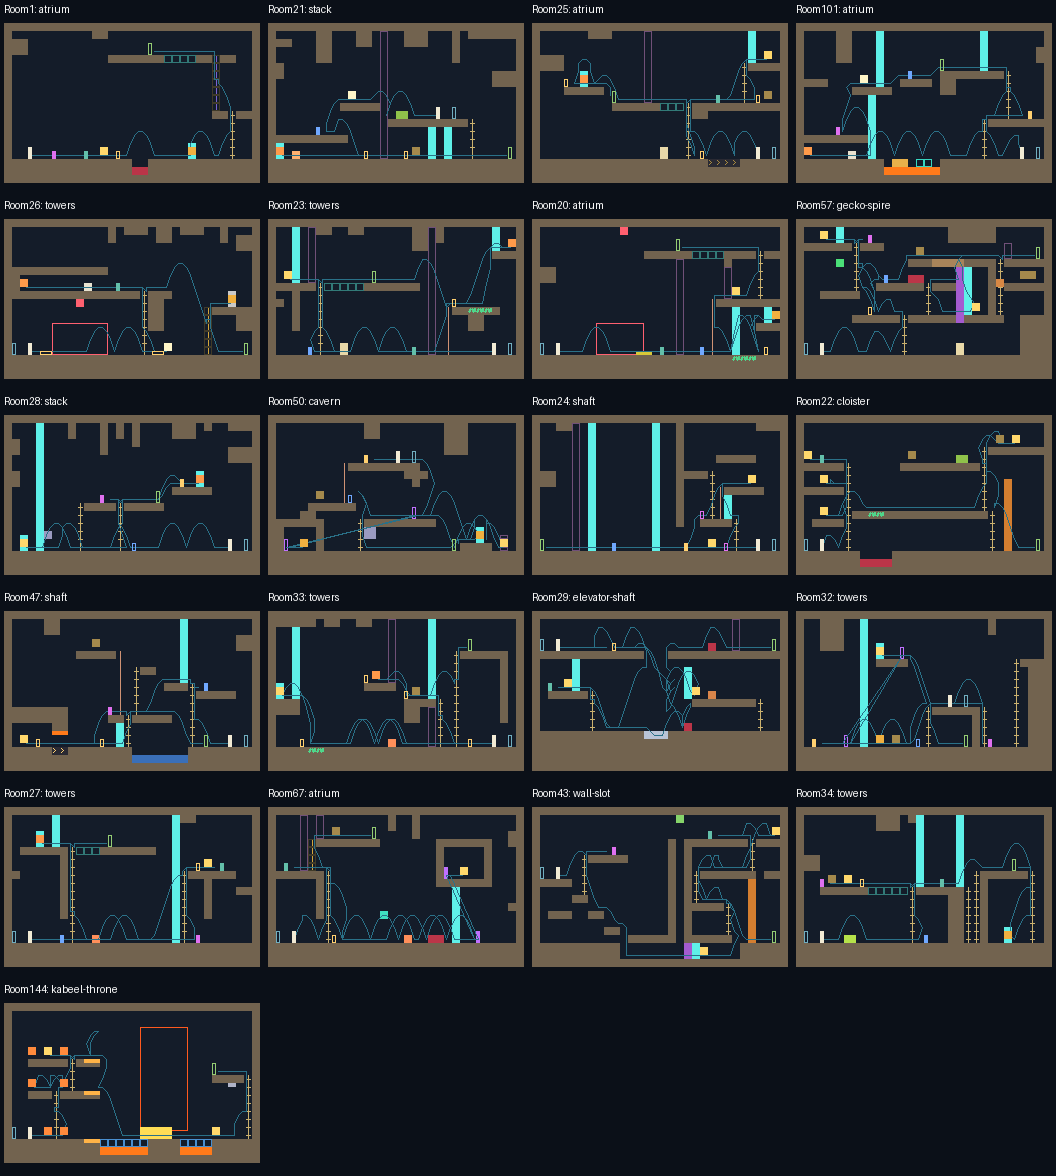 Room1: atrium
Room21: stack
Room25: atrium
Room101: atrium
Room26: towers
Room23: towers
Room20: atrium
Room57: gecko-spire
Room28: stack
Room50: cavern
Room24: shaft
Room22: cloister
Room47: shaft
Room33: towers
Room29: elevator-shaft
Room32: towers
Room27: towers
Room67: atrium
Room43: wall-slot
Room34: towers
Room144: kabeel-throne